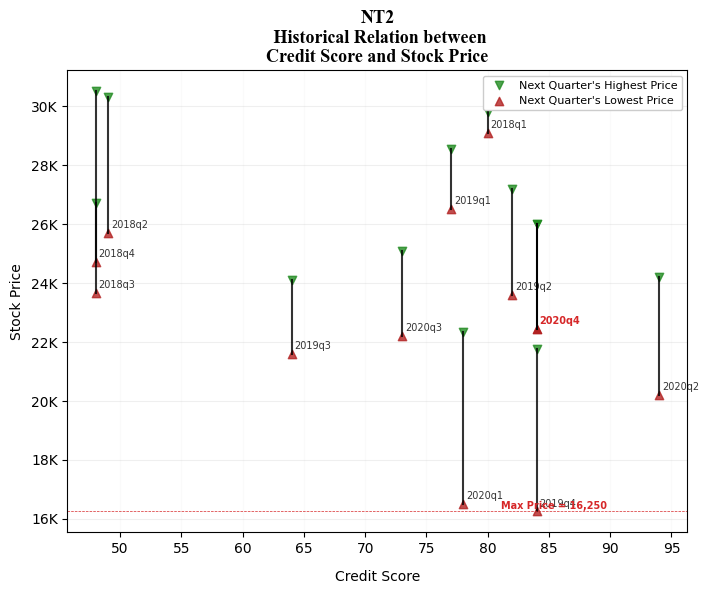 NT2
Historical Relation between
Credit Score and Stock Price
Next Quarter's Highest Price
Next Quarter's Lowest Price
30K
28K
26K
24K
22K
20K
18K
16K
Stock Price
2018q1
2018q2
2018q4
2018q3
2019q1
2019q2
2020q4
2019q3
2020q3
2020q2
2020q1
2019q4
Max Price = 16,250
50
55
60
65
70
75
80
85
90
95
Credit Score